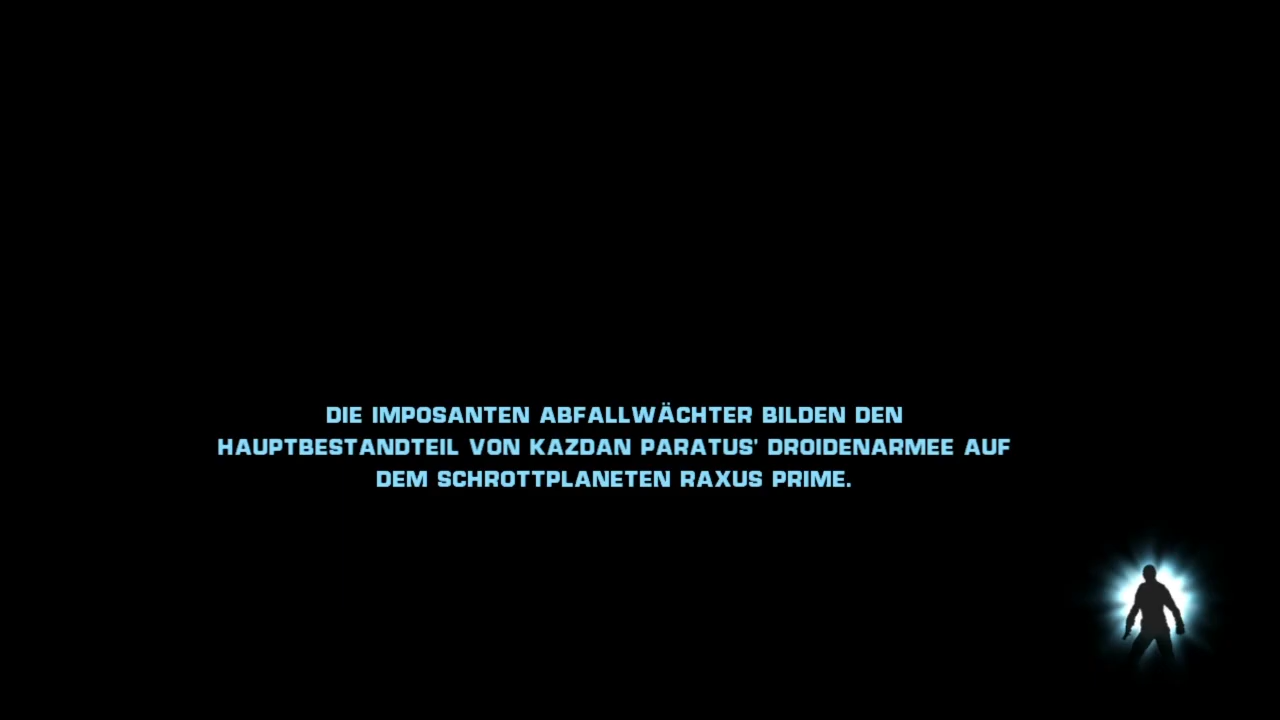 DIE IMPOSANTEN ABFALLWÄCHTER BILDEN DEN
HAUPTBESTANDTEIL VON KAZDAN PARATUS' DROIDENARMEE AUF
DEM SCHROTTPLANETEN RAXUS PRIME.